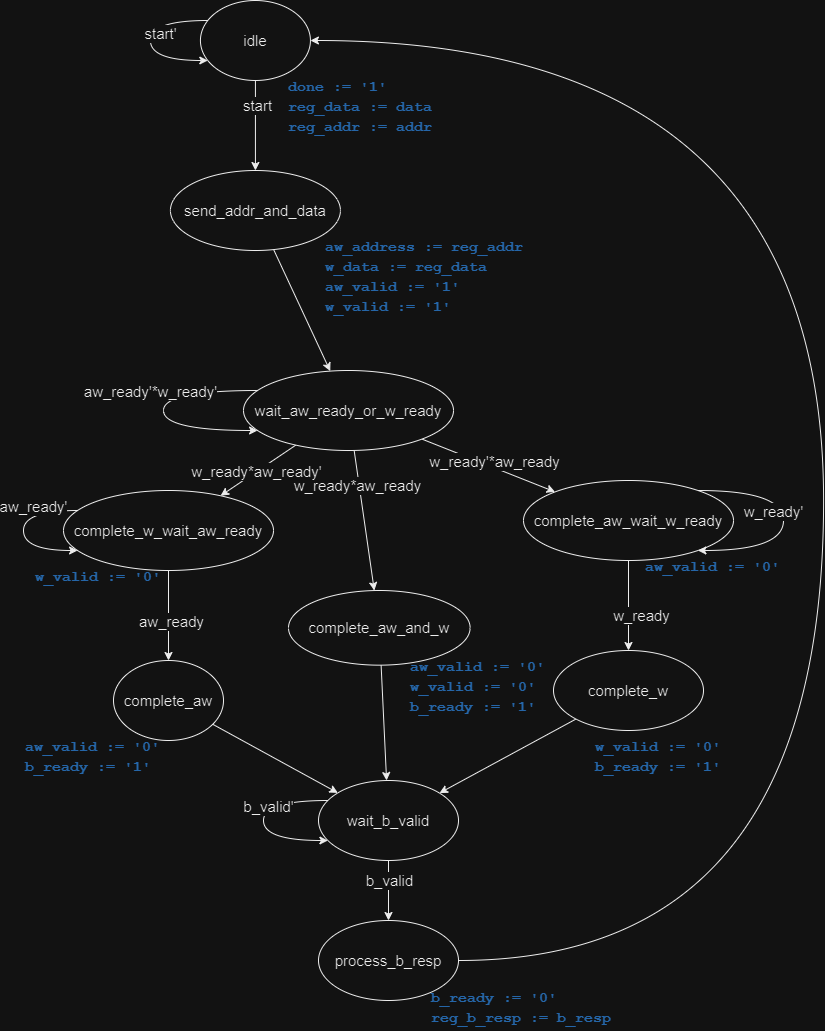 start'
idle
done := '1'
start
reg_data := data
reg_addr := addr
send_addr_and_data
aw_address := reg_addr
w_data := reg_data
aw_valid := '1'
w_valid := '1'
aw_ready'*w_ready'
wait_aw_ready_or_w_ready
w_ready*aw_ready'
w_ready*aw_ready
w_ready'*aw_ready
aw_ready'
complete_w_wait_aw_ready
w_valid := '0'
complete_aw_wait_w_ready
w_ready'
aw_valid := '0'
aw_ready
w_ready
complete_aw_and_w
aw_valid := '0'
w_valid := '0'
b_ready := '1'
complete_aw
aw_valid := '0'
b_ready := '1'
complete_w
w_valid := '0'
b_ready := '1'
b_valid'
wait_b_valid
b_valid
process_b_resp
b_ready := '0'
reg_b_resp := b_resp